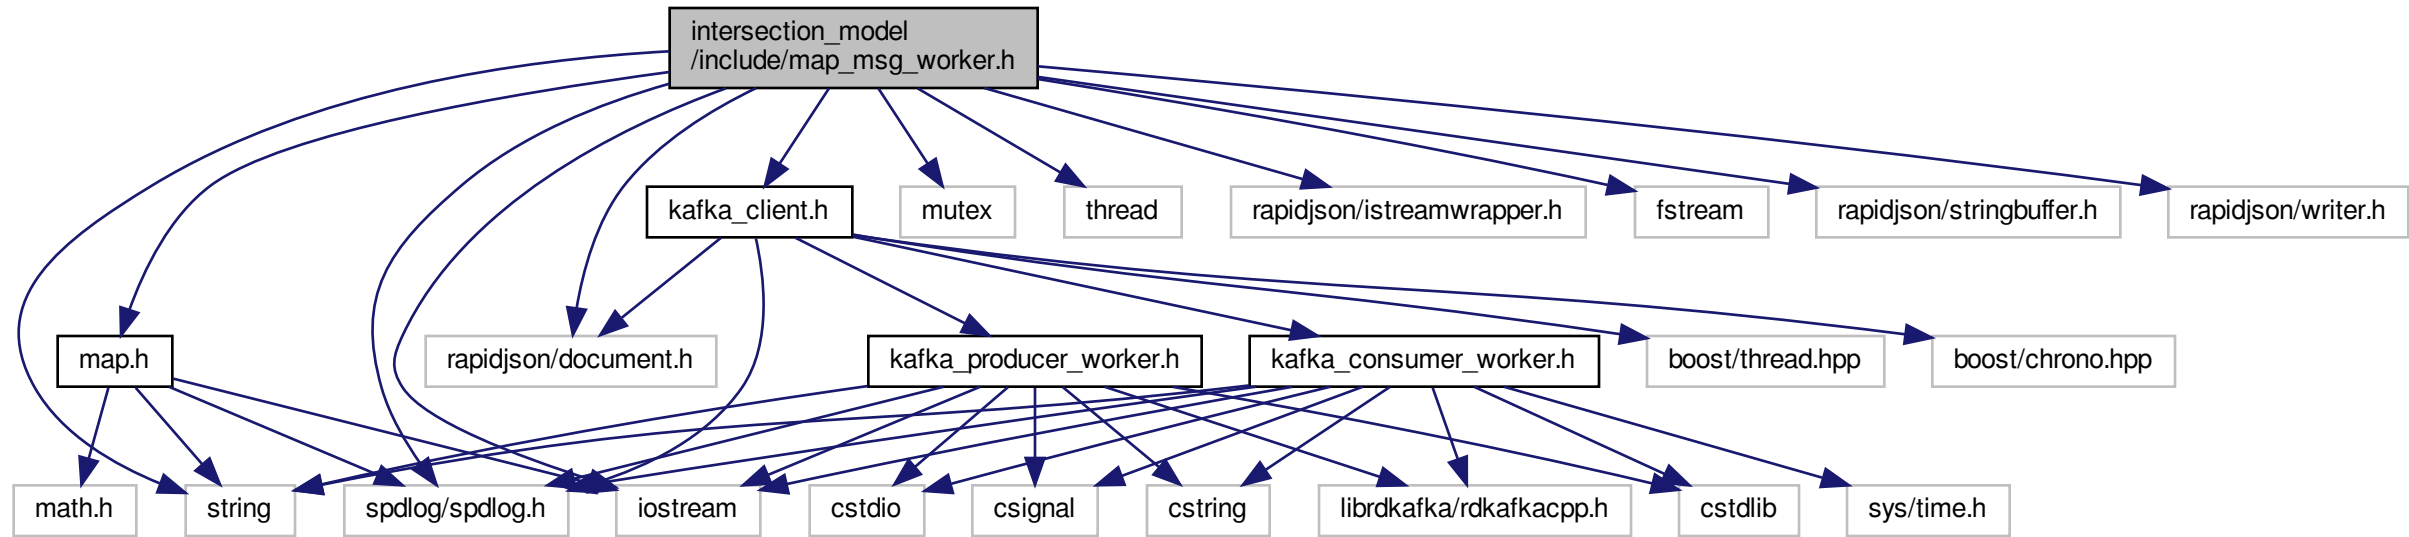 intersection_model
/include/map_msg_worker.h
kafka_client.h
mutex
thread
rapidjson/istreamwrapper.h
fstream
rapidjson/stringbuffer.h
rapidjson/writer.h
map.h
rapidjson/document.h
kafka_producer_worker.h
kafka_consumer_worker.h
boost/thread.hpp
boost/chrono.hpp
math.h
string
spdlog/spdlog.h
iostream
cstdio
csignal
cstring
librdkafka/rdkafkacpp.h
cstdlib
sys/time.h